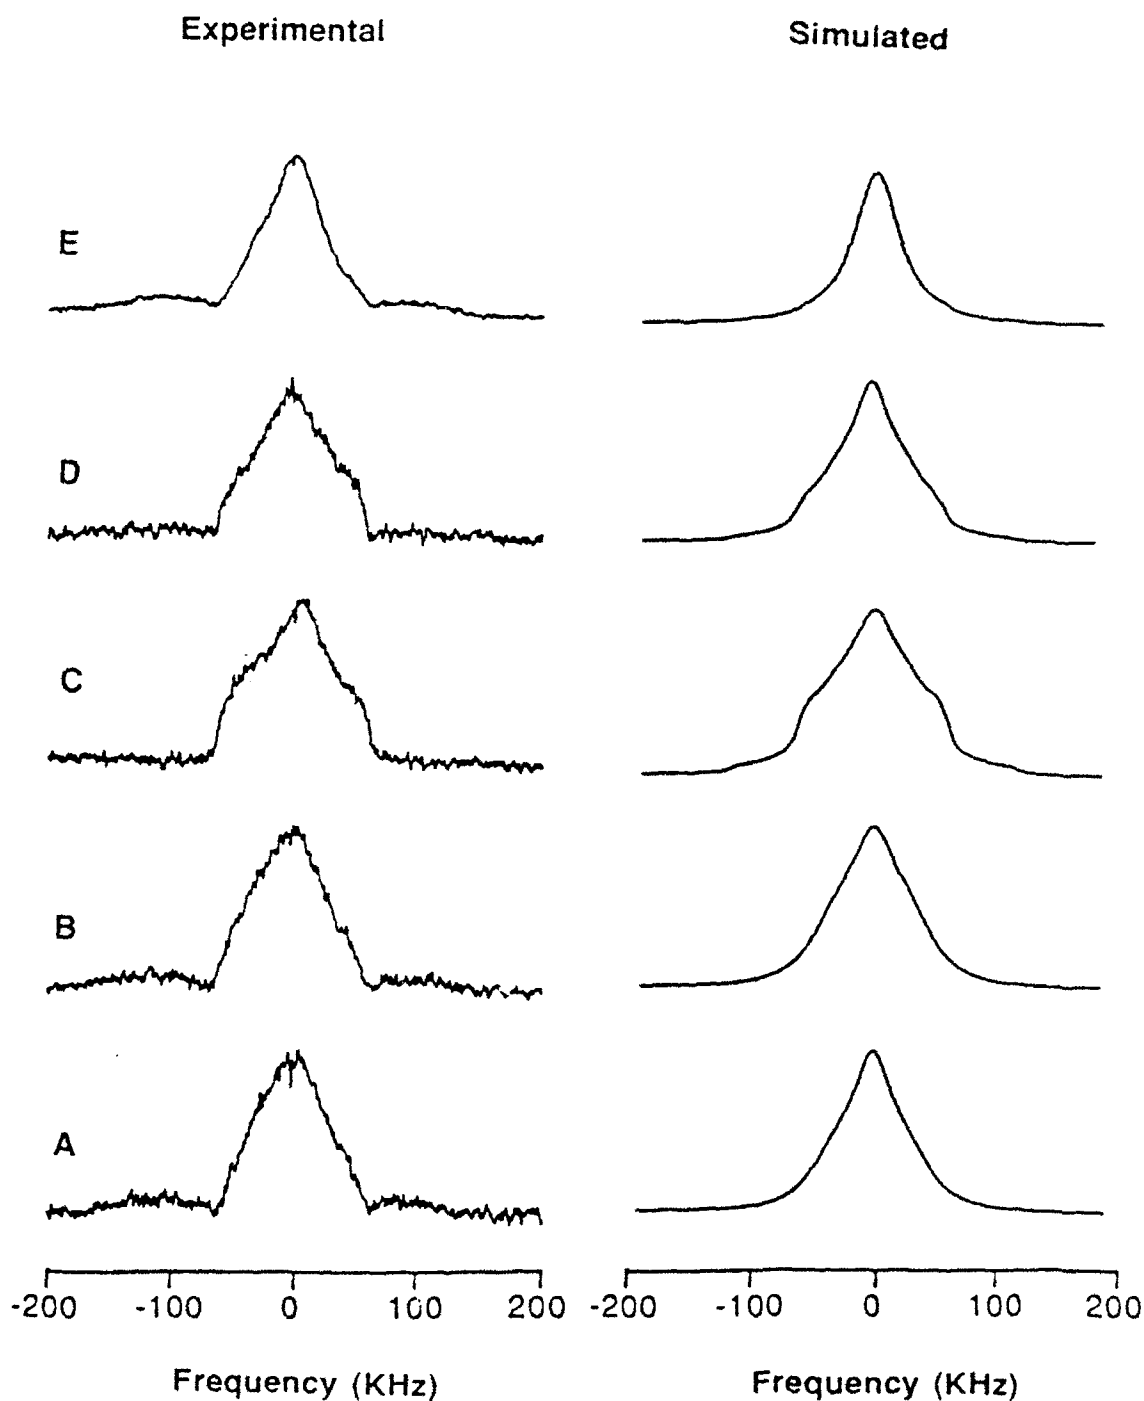 Experimental Simulated
E
D
C
B
A
-200 -100 0 100 200 -200 -100 0 100 200
Frequency (KHz) Frequency (KHz)